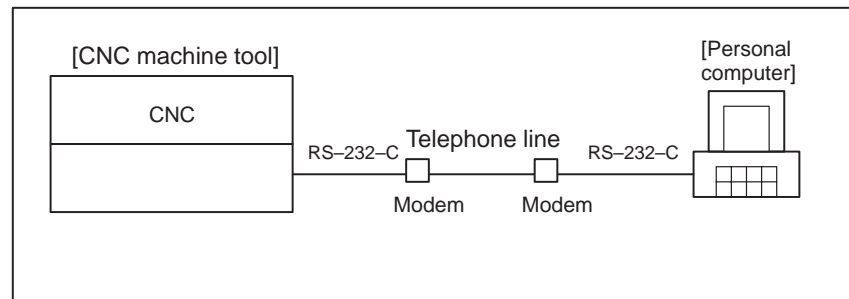 [CNC machine tool]
CNC
RS–232–C
Telephone line
RS–232–C
Modem
Modem
[Personal
computer]